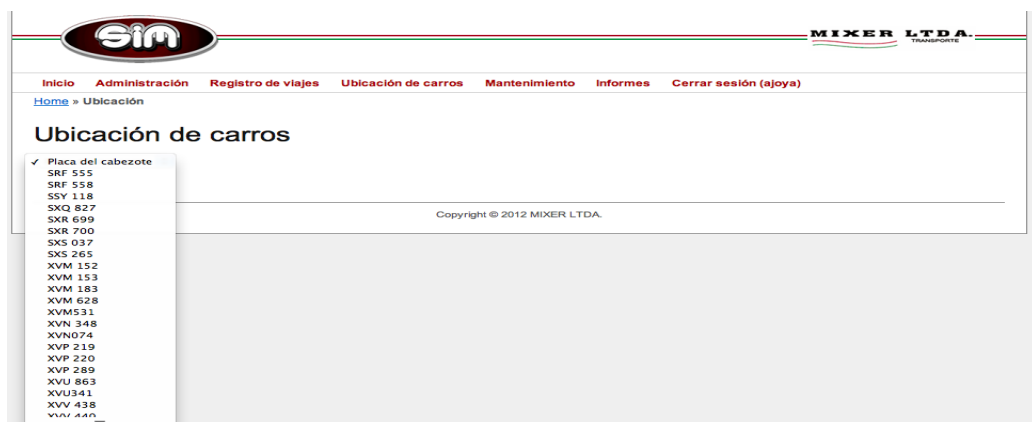 SiM
MIXER LTDA.
TRANSPORTE
Inicio Administración Registro de viajes Ubicación de carros Mantenimiento Informes Cerrar sesión (ajoya)
Home » Ubicación
Ubicación de carros
✓ Placa del cabezote
SRF 555
SRF 558
SSY 118
SXQ 827
SXR 699
SXR 700
SXS 037
SXS 265
XVM 152
XVM 153
XVM 183
XVM 628
XVM531
XVN 348
XVN074
XVP 219
XVP 220
XVP 289
XVU 863
XVU341
XVV 438
XVV 440
Copyright © 2012 MIXER LTDA.